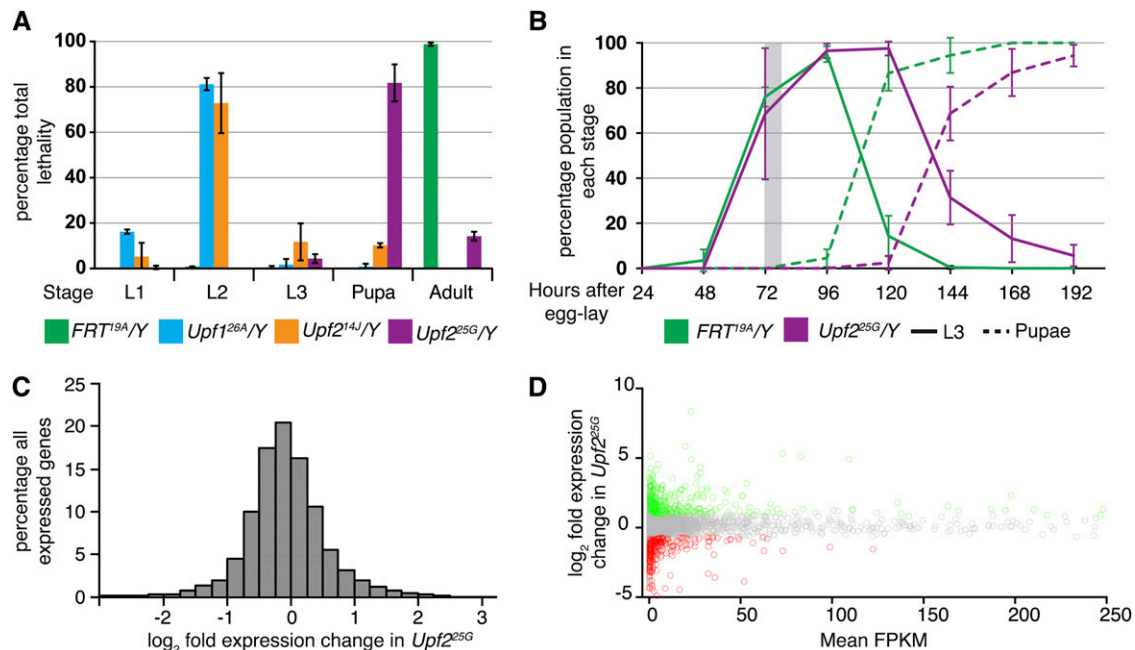 A
percentage total
lethality
100
80
60
40
20
0
Stage L1 L2 L3 Pupa Adult
FRT19A/Y Upf126A/Y Upf214J/Y Upf225G/Y
B
percentage population in
each stage
100
80
60
40
20
0
24 48 72 96 120 144 168 192
Hours after
egg-lay
FRT19A/Y Upf225G/Y L3 Pupae
C
percentage all
expressed genes
25
20
15
10
5
0
-2 -1 0 1 2 3
log2 fold expression change in Upf225G
D
log2 fold expression
change in Upf225G
10
5
0
-5
0 50 100 150 200 250
Mean FPKM